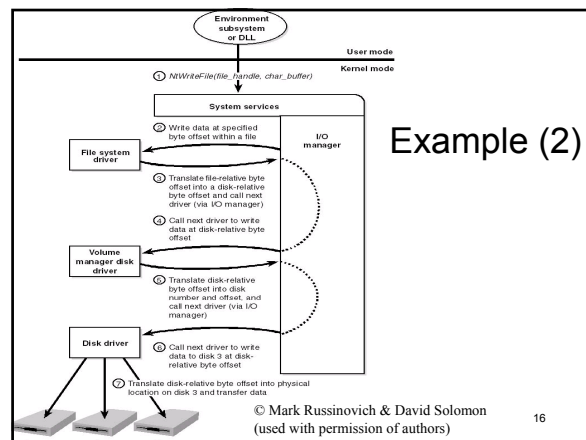 Environment
subsystem
or DLL
User mode
Kernel mode
① NtWriteFile(file_handle, char_buffer)
System services
② Write data at specified
byte offset within a file
I/O
manager
Example (2)
File system
driver
③ Translate file-relative byte
offset into a disk-relative
byte offset and call next
driver (via I/O manager)
④ Call next driver to write
data at disk-relative byte
offset
Volume
manager disk
driver
⑤ Translate disk-relative
byte offset into disk
number and offset, and
call next driver (via I/O
manager)
Disk driver
⑥ Call next driver to write
data to disk 3 at disk-
relative byte offset
⑦ Translate disk-relative byte offset into physical
location on disk 3 and transfer data
© Mark Russinovich & David Solomon
(used with permission of authors)
16